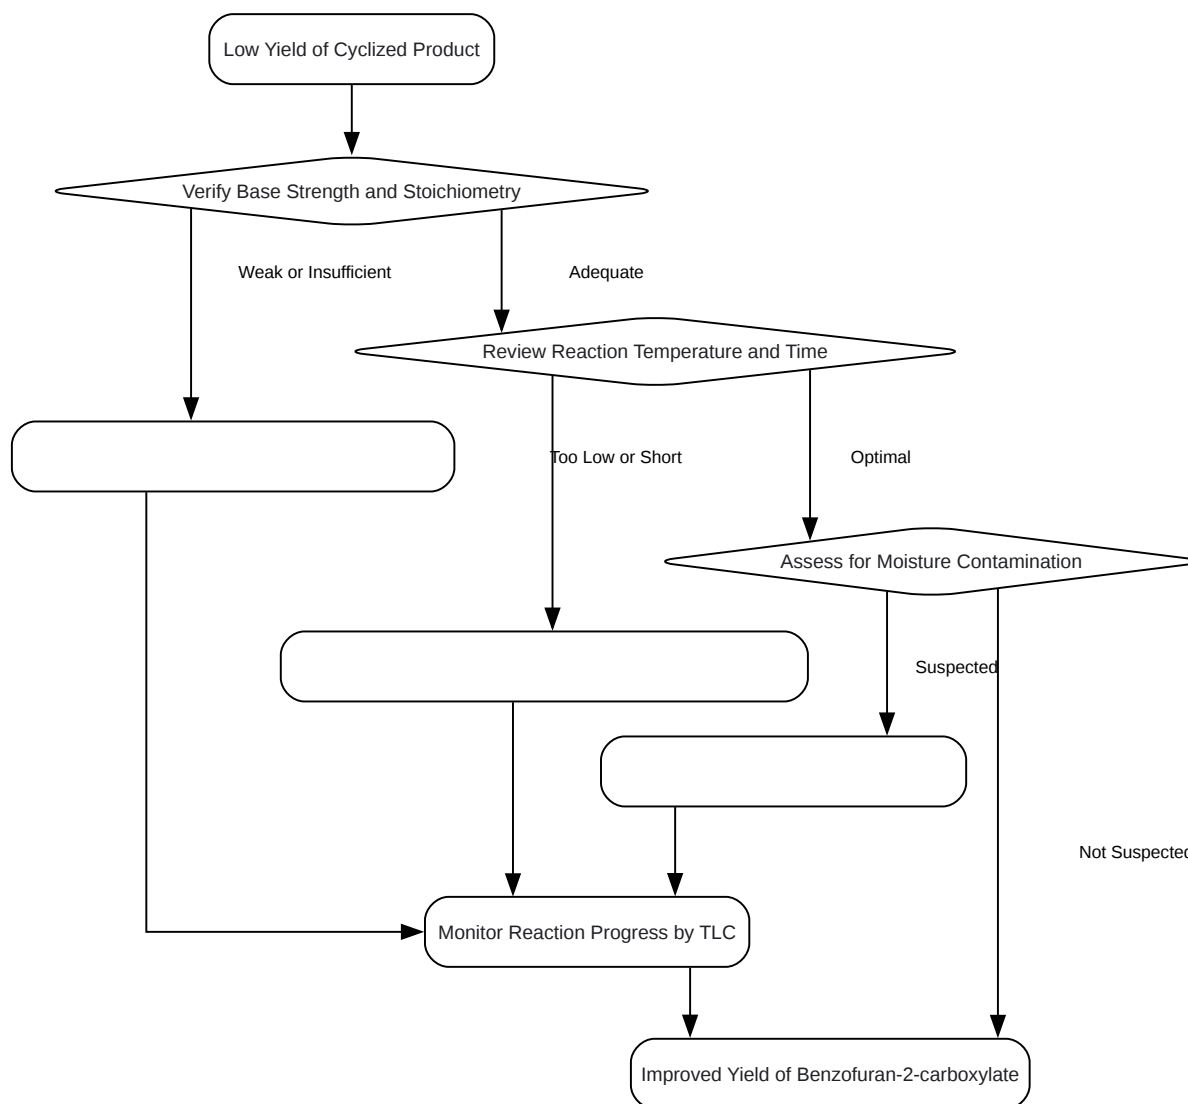 Low Yield of Cyclized Product
Verify Base Strength and Stoichiometry
Weak or Insufficient
Adequate
Review Reaction Temperature and Time
Too Low or Short
Optimal
Assess for Moisture Contamination
Suspected
Not Suspected
Monitor Reaction Progress by TLC
Improved Yield of Benzofuran-2-carboxylate